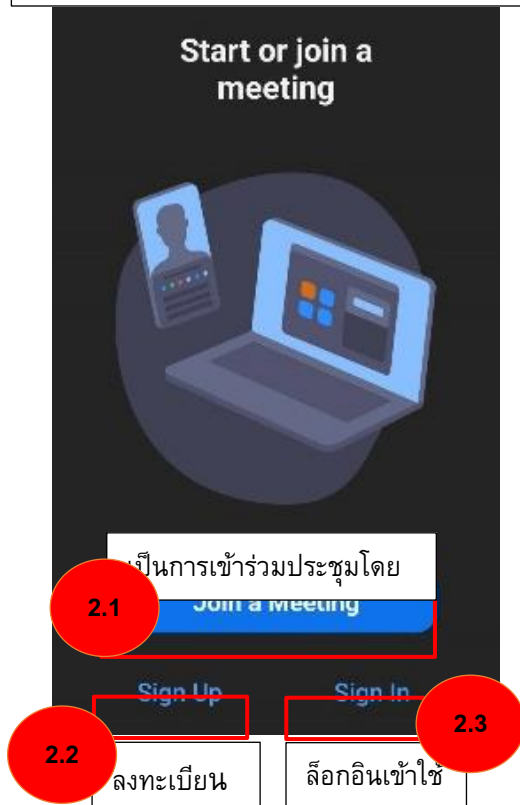 Start or join a
meeting
เป็นการเข้าร่วมประชุมโดย
2.1
Join a Meeting
Sign Up
Sign In
2.3
2.2
ลงทะเบียน
ล็อกอินเข้าใช้